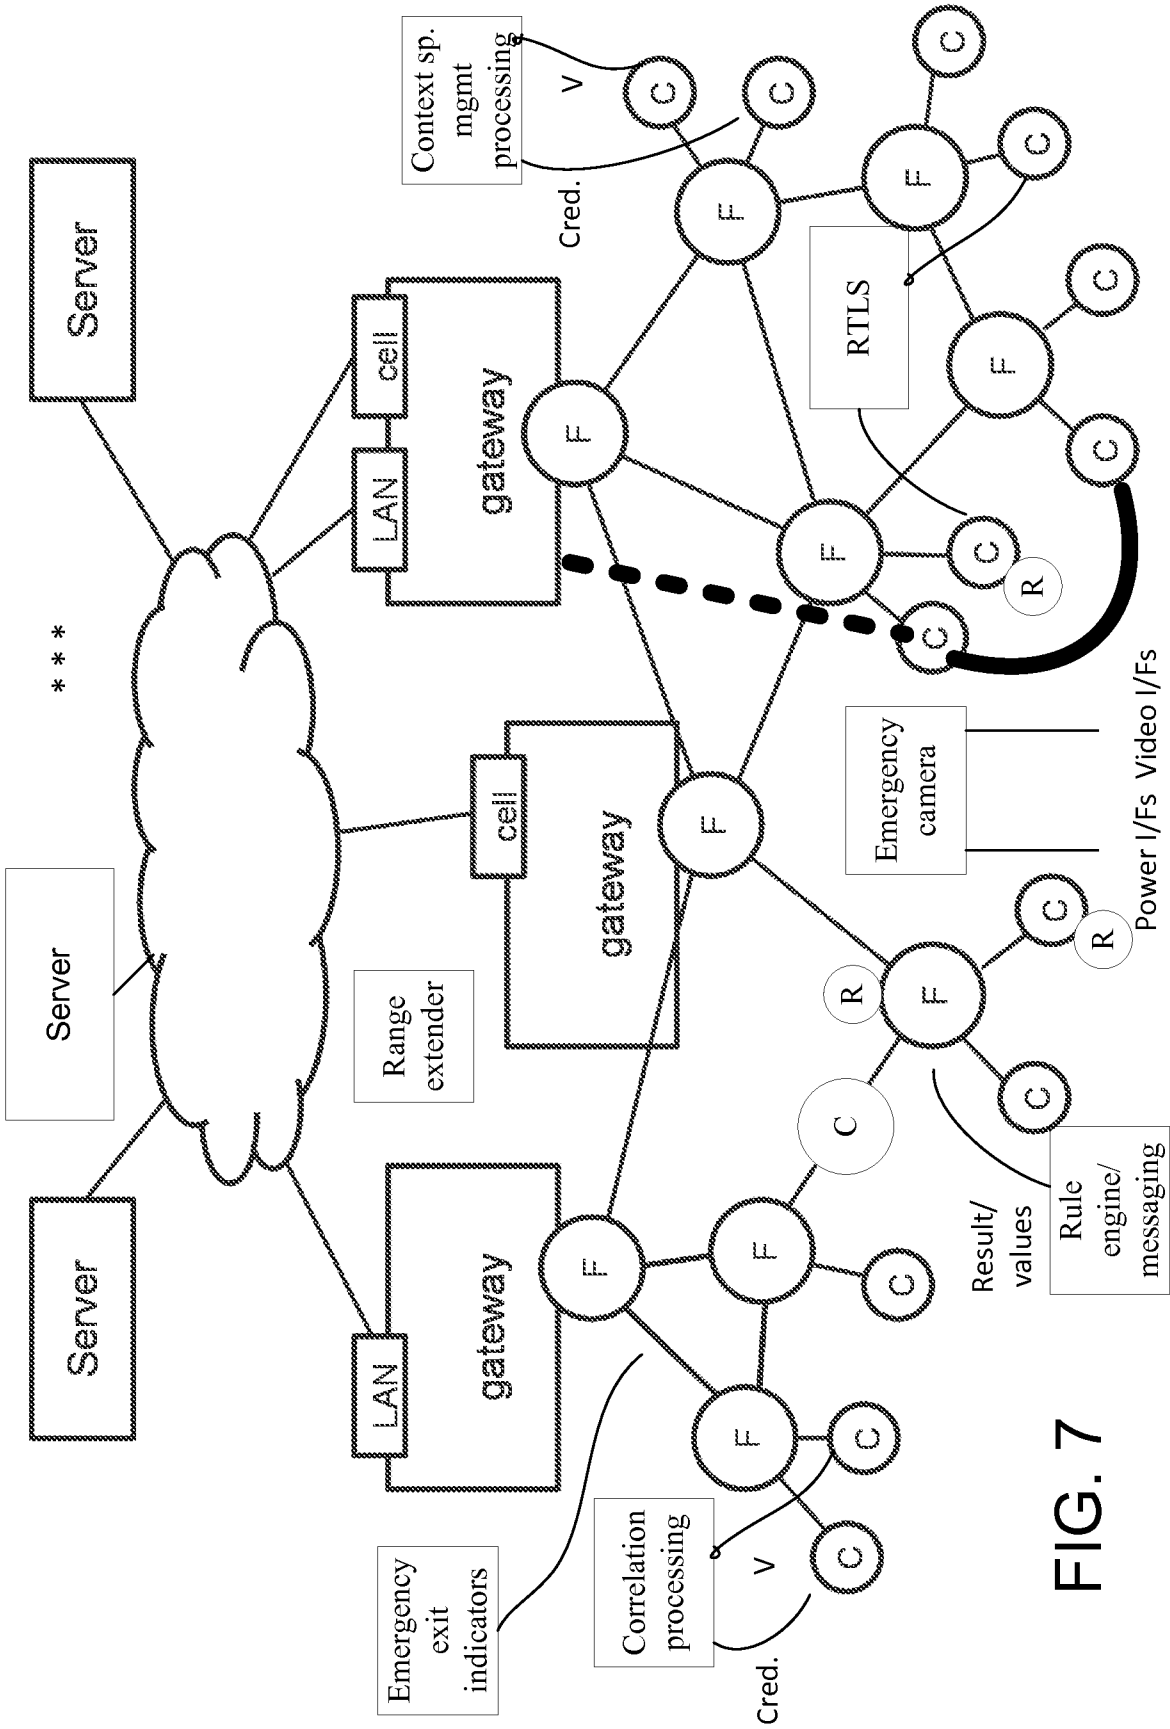 Server
Server
Server
* * *
LAN
gateway
Range
extender
cell
gateway
LAN
cell
gateway
Context sp.
mgmt
processing
Emergency
exit
indicators
F
F
F
F
V
C
Cred.
C
Correlation
processing
Cred.
V
C
C
F
F
C
C
R
F
C
C
R
Emergency
camera
Power I/Fs Video I/Fs
F
C
C
R
RTLS
F
C
C
F
C
C
Result/
values
Rule
engine/
messaging
F
C
C
FIG. 7